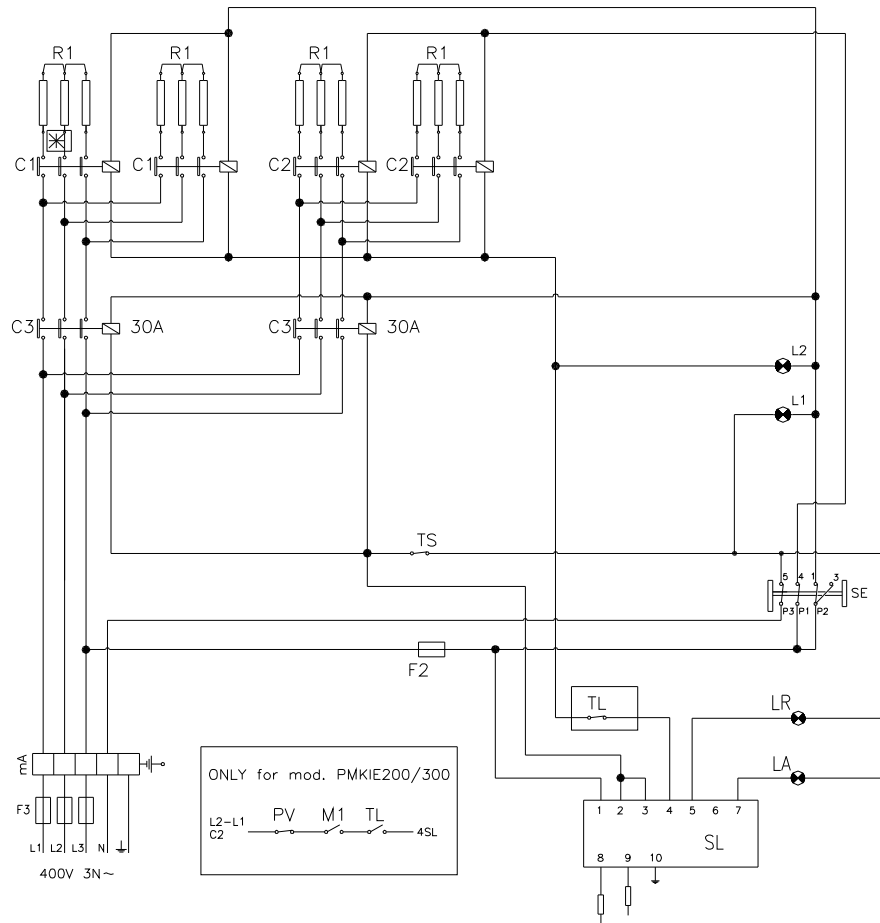 R1 R1 R1 R1
C1 C1 C2 C2
C3 30A C3 30A
L2
L1
TS
5 4 1 3
SE
P3 P1 P2
F2
TL LR
mA
ONLY for mod. PMKIE200/300
LA
L2-L1 PV M1 TL
C2 4SL
F3
1 2 3 4 5 6 7
SL
L1 L2 L3 N
8 9 10
400V 3N~